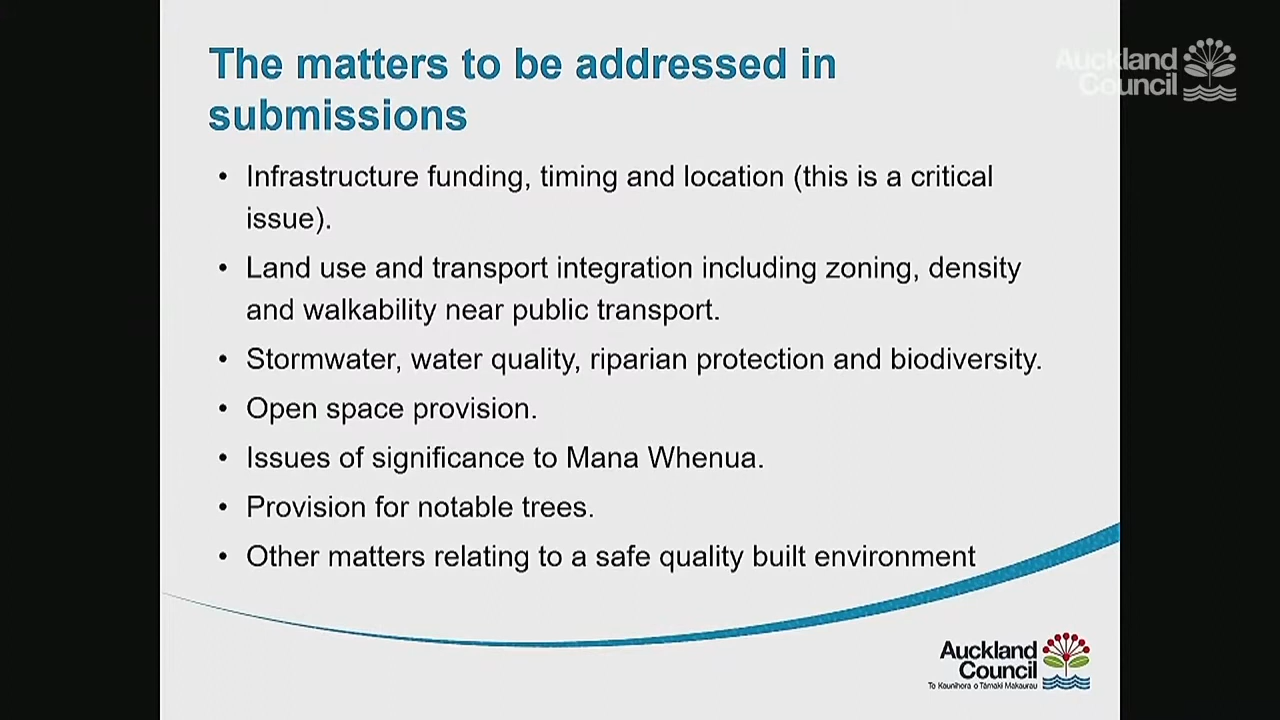 The matters to be addressed in
submissions
Auckland
Council
• Infrastructure funding, timing and location (this is a critical
issue).
• Land use and transport integration including zoning, density
and walkability near public transport.
• Stormwater, water quality, riparian protection and biodiversity.
• Open space provision.
• Issues of significance to Mana Whenua.
• Provision for notable trees.
• Other matters relating to a safe quality built environment
Auckland
Council
Te Kaunihera o Tāmaki Makaurau